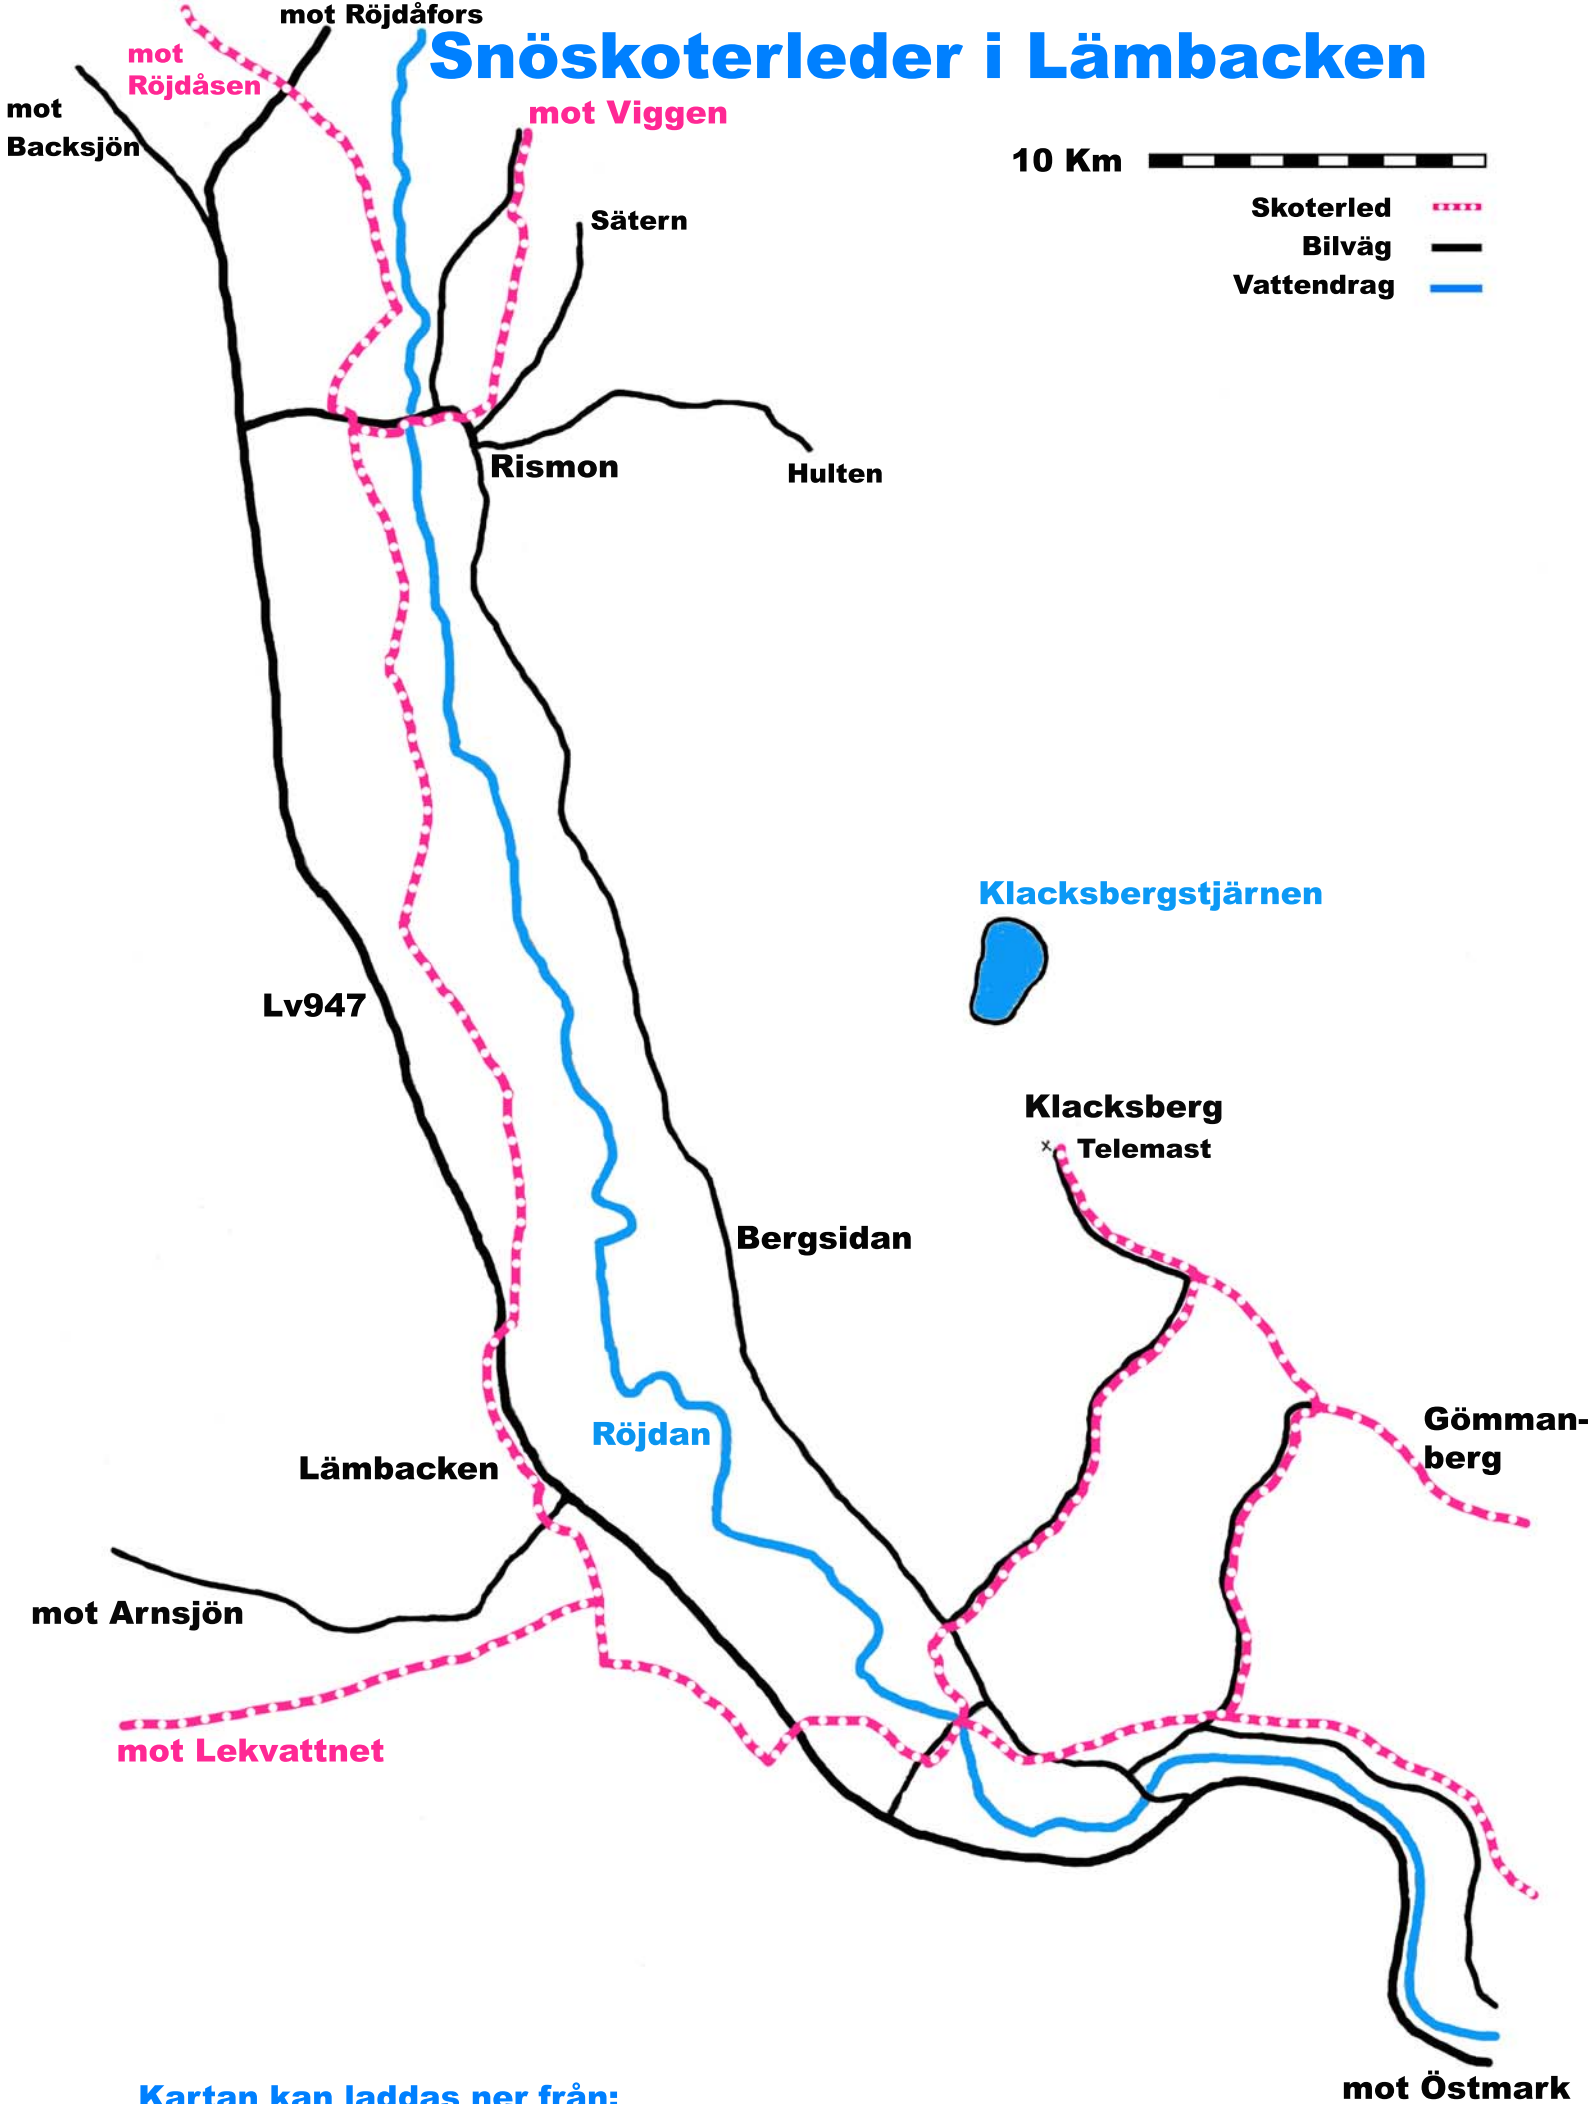 mot Röjdåfors
Snöskoterleder i Lämbacken
mot
Röjdåsen
mot
Backsjön
mot Viggen
10 Km
Skoterled
Bilväg
Vattendrag
Sätern
Rismon
Hulten
Klacksbergstjärnen
Lv947
Klacksberg
x Telemast
Bergsidan
Gömman-
berg
Röjdan
Lämbacken
mot Arnsjön
mot Lekvattnet
mot Östmark
Kartan kan laddas ner från: